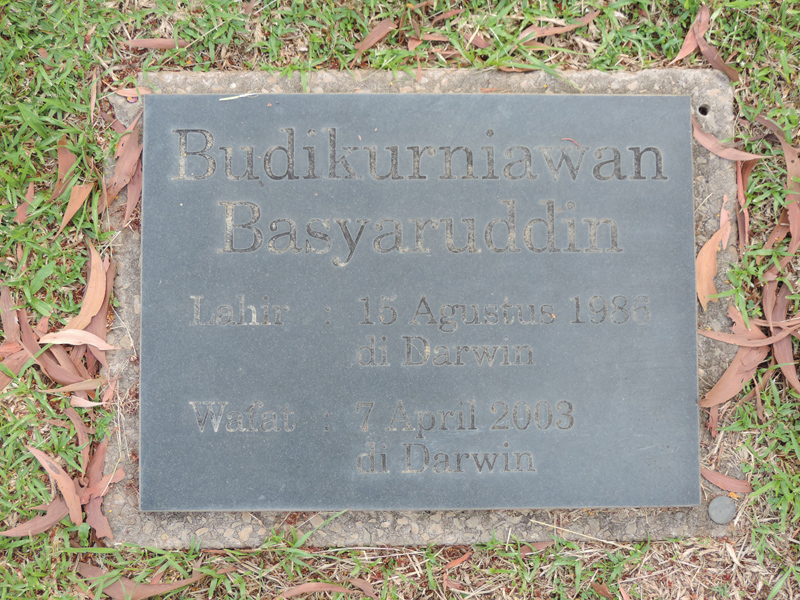 Budikurniawan
Basyaruddin
Lahir : 15 Agustus 1986
di Darwin
Wafat : 7 April 2003
di Darwin